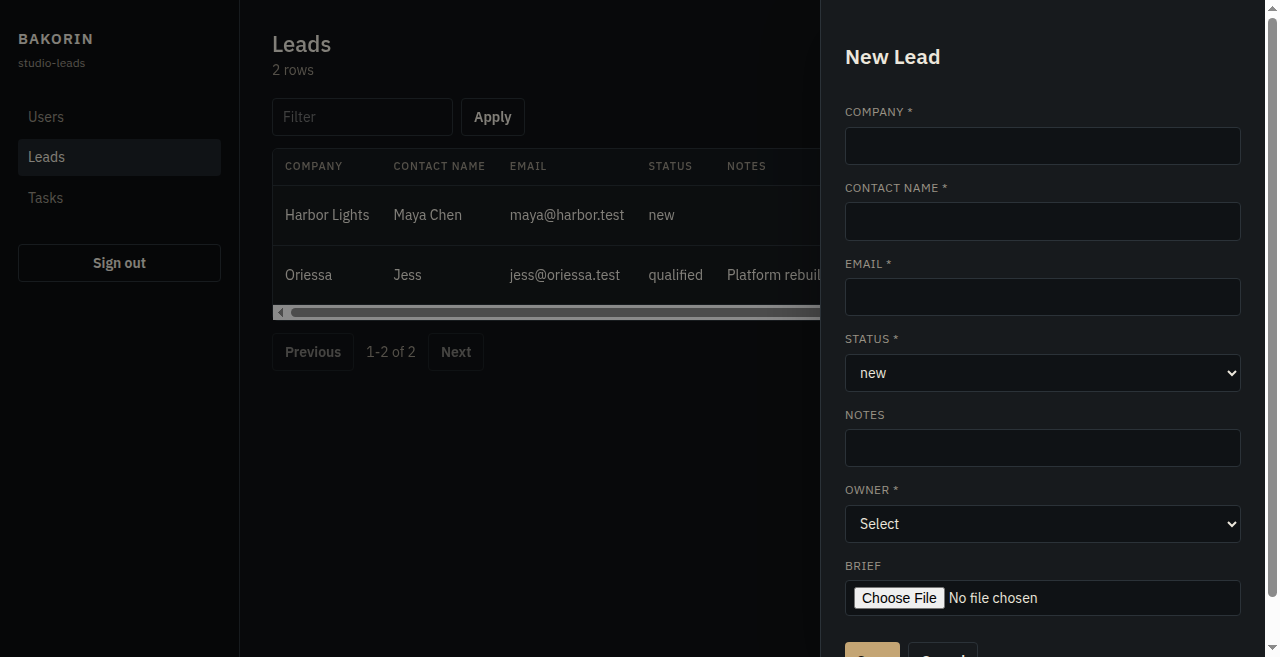 BAKORIN
studio-leads
Users
Leads
Tasks
Sign out
Leads
2 rows
Filter
Apply
COMPANY CONTACT NAME EMAIL STATUS NOTES
Harbor Lights Maya Chen maya@harbor.test new
Oriessa Jess jess@oriessa.test qualified Platform rebuil
Previous 1-2 of 2 Next
New Lead
COMPANY *
CONTACT NAME *
EMAIL *
STATUS *
new
NOTES
OWNER *
Select
BRIEF
Choose File No file chosen